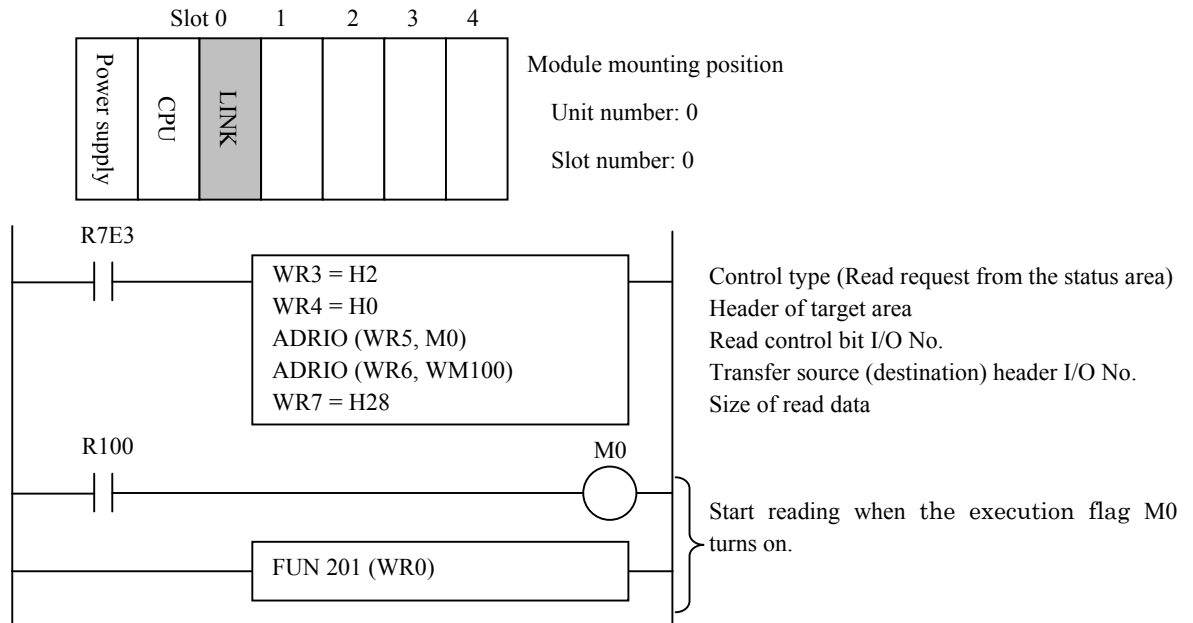 Slot 0 1 2 3 4
Power supply
CPU
LINK
Module mounting position
Unit number: 0
Slot number: 0
R7E3
WR3 = H2
WR4 = H0
ADRIO (WR5, M0)
ADRIO (WR6, WM100)
WR7 = H28
Control type (Read request from the status area)
Header of target area
Read control bit I/O No.
Transfer source (destination) header I/O No.
Size of read data
R100
M0
FUN 201 (WR0)
Start reading when the execution flag M0
turns on.